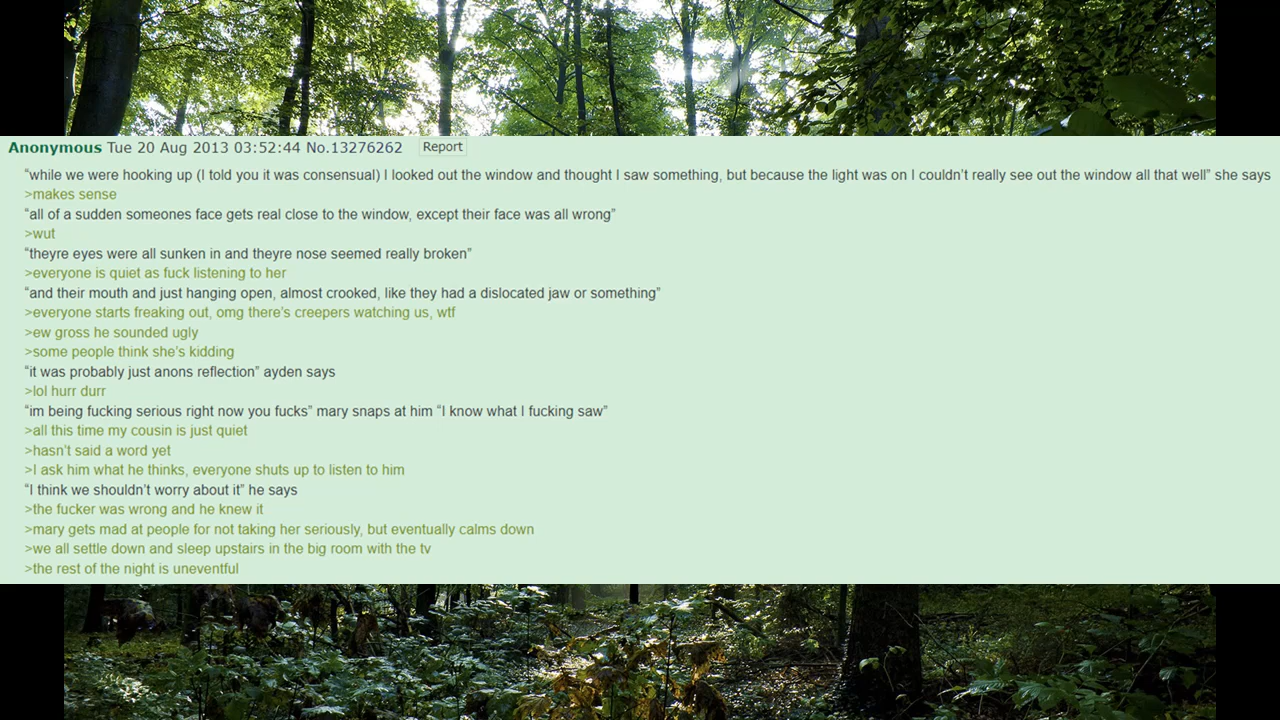 Anonymous Tue 20 Aug 2013 03:52:44 No.13276262 Report
“while we were hooking up (I told you it was consensual) I looked out the window and thought I saw something, but because the light was on I couldn’t really see out the window all that well” she says
>makes sense
“all of a sudden someones face gets real close to the window, except their face was all wrong”
>wut
“theyre eyes were all sunken in and theyre nose seemed really broken”
>everyone is quiet as fuck listening to her
“and their mouth and just hanging open, almost crooked, like they had a dislocated jaw or something”
>everyone starts freaking out, omg there’s creepers watching us, wtf
>ew gross he sounded ugly
>some people think she’s kidding
“it was probably just anons reflection” ayden says
>lol hurr durr
“im being fucking serious right now you fucks” mary snaps at him “I know what I fucking saw”
>all this time my cousin is just quiet
>hasn’t said a word yet
>I ask him what he thinks, everyone shuts up to listen to him
“I think we shouldn’t worry about it” he says
>the fucker was wrong and he knew it
>mary gets mad at people for not taking her seriously, but eventually calms down
>we all settle down and sleep upstairs in the big room with the tv
>the rest of the night is uneventful